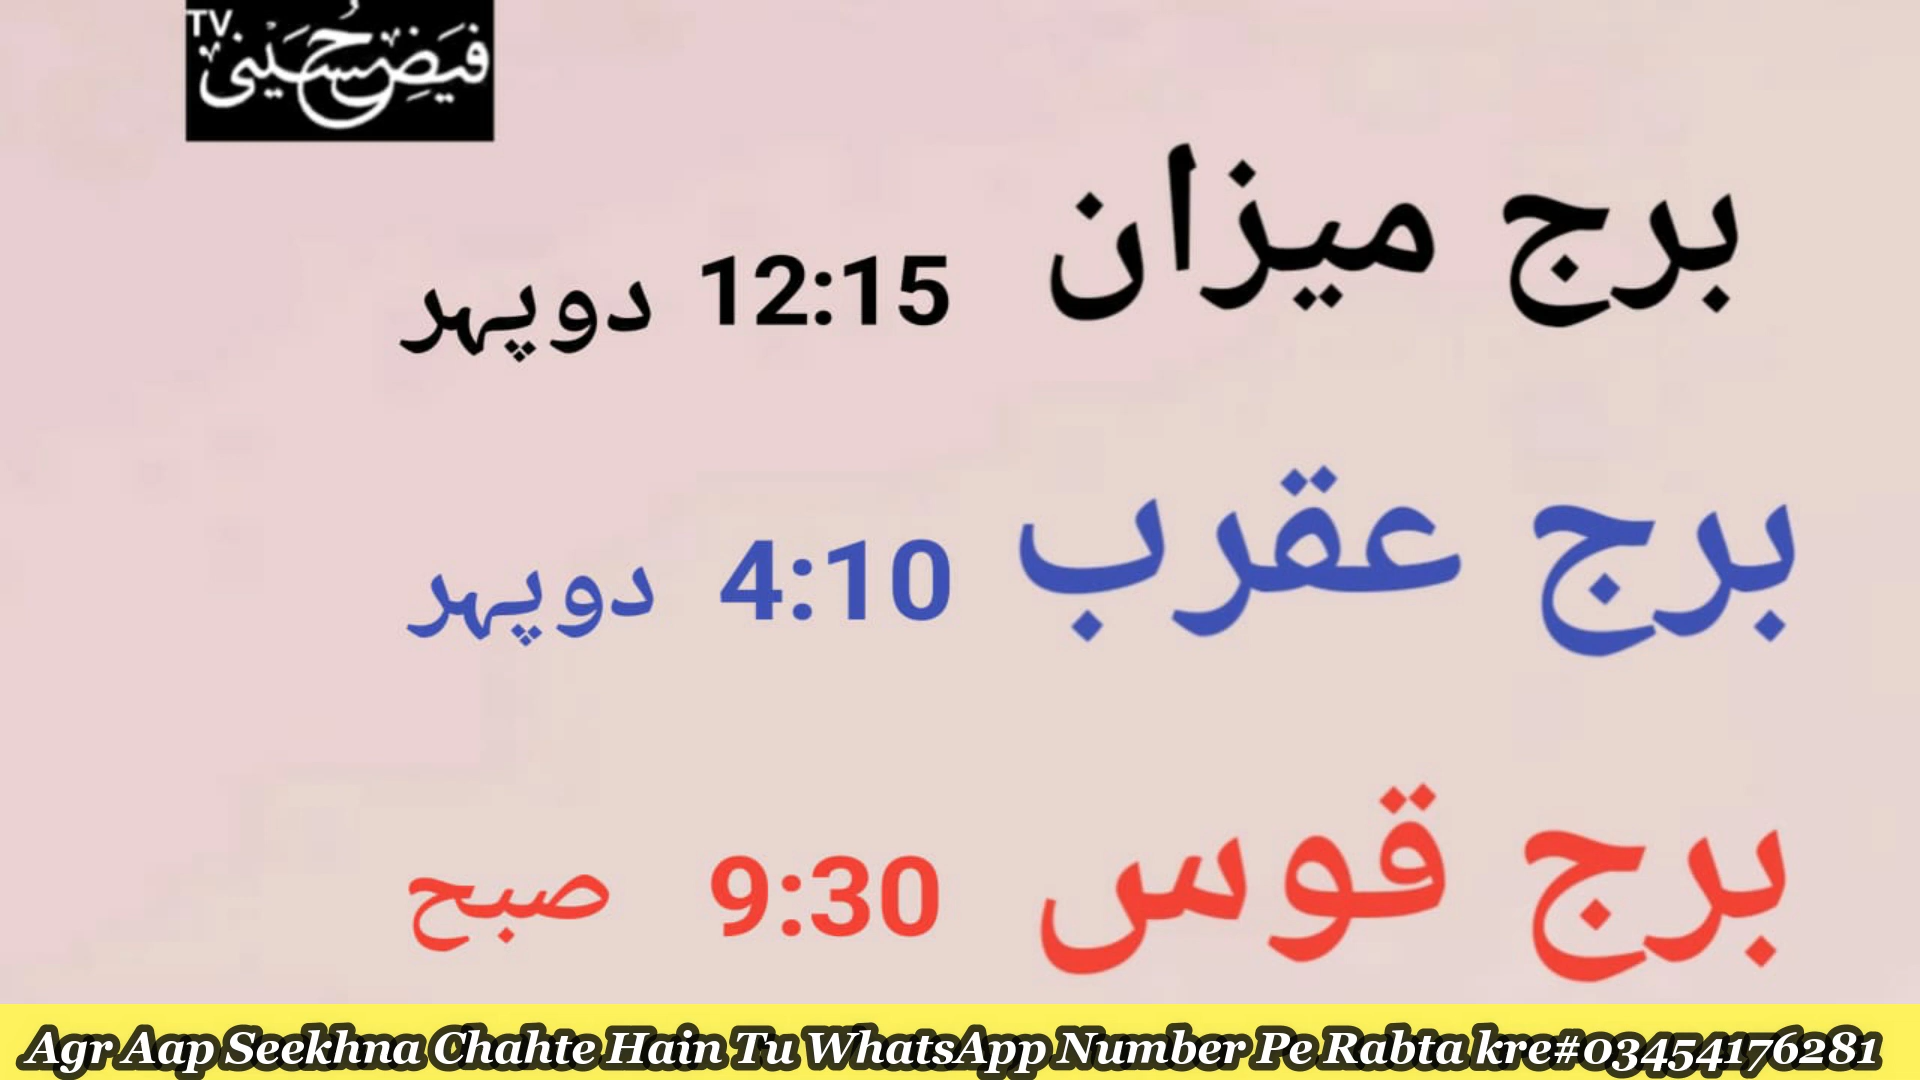 TV
فیضِ حُسینی
برج میزان 12:15 دوپہر
برج عقرب 4:10 دوپہر
برج قوس 9:30 صبح
Agr Aap Seekhna Chahte Hain Tu WhatsApp Number Pe Rabta kre#03454176281